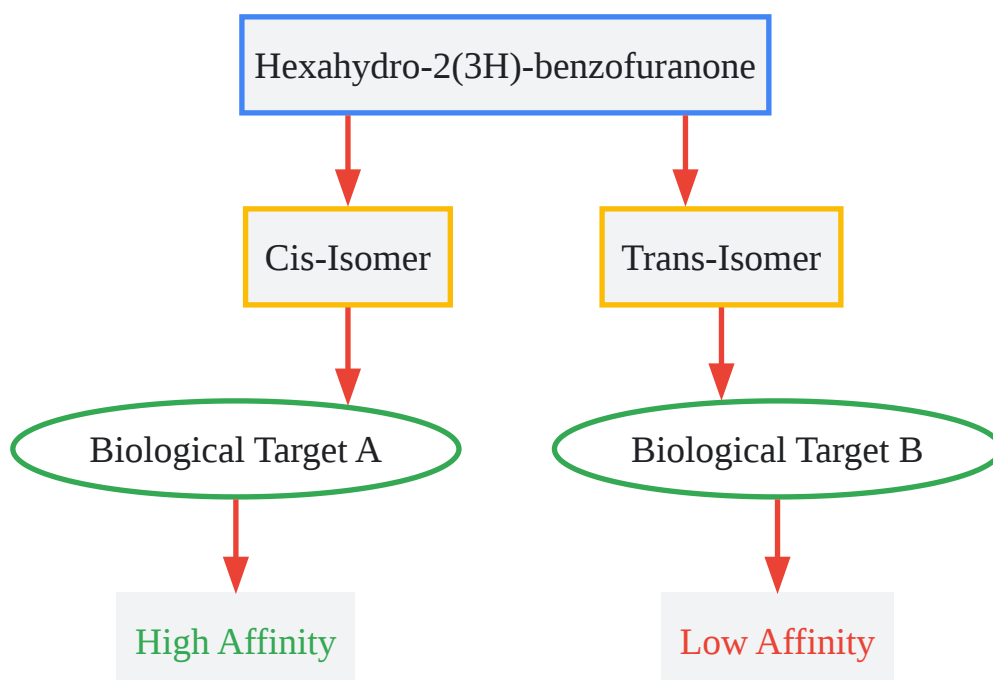 Hexahydro-2(3H)-benzofuranone
Cis-Isomer
Trans-Isomer
Biological Target A
Biological Target B
High Affinity
Low Affinity